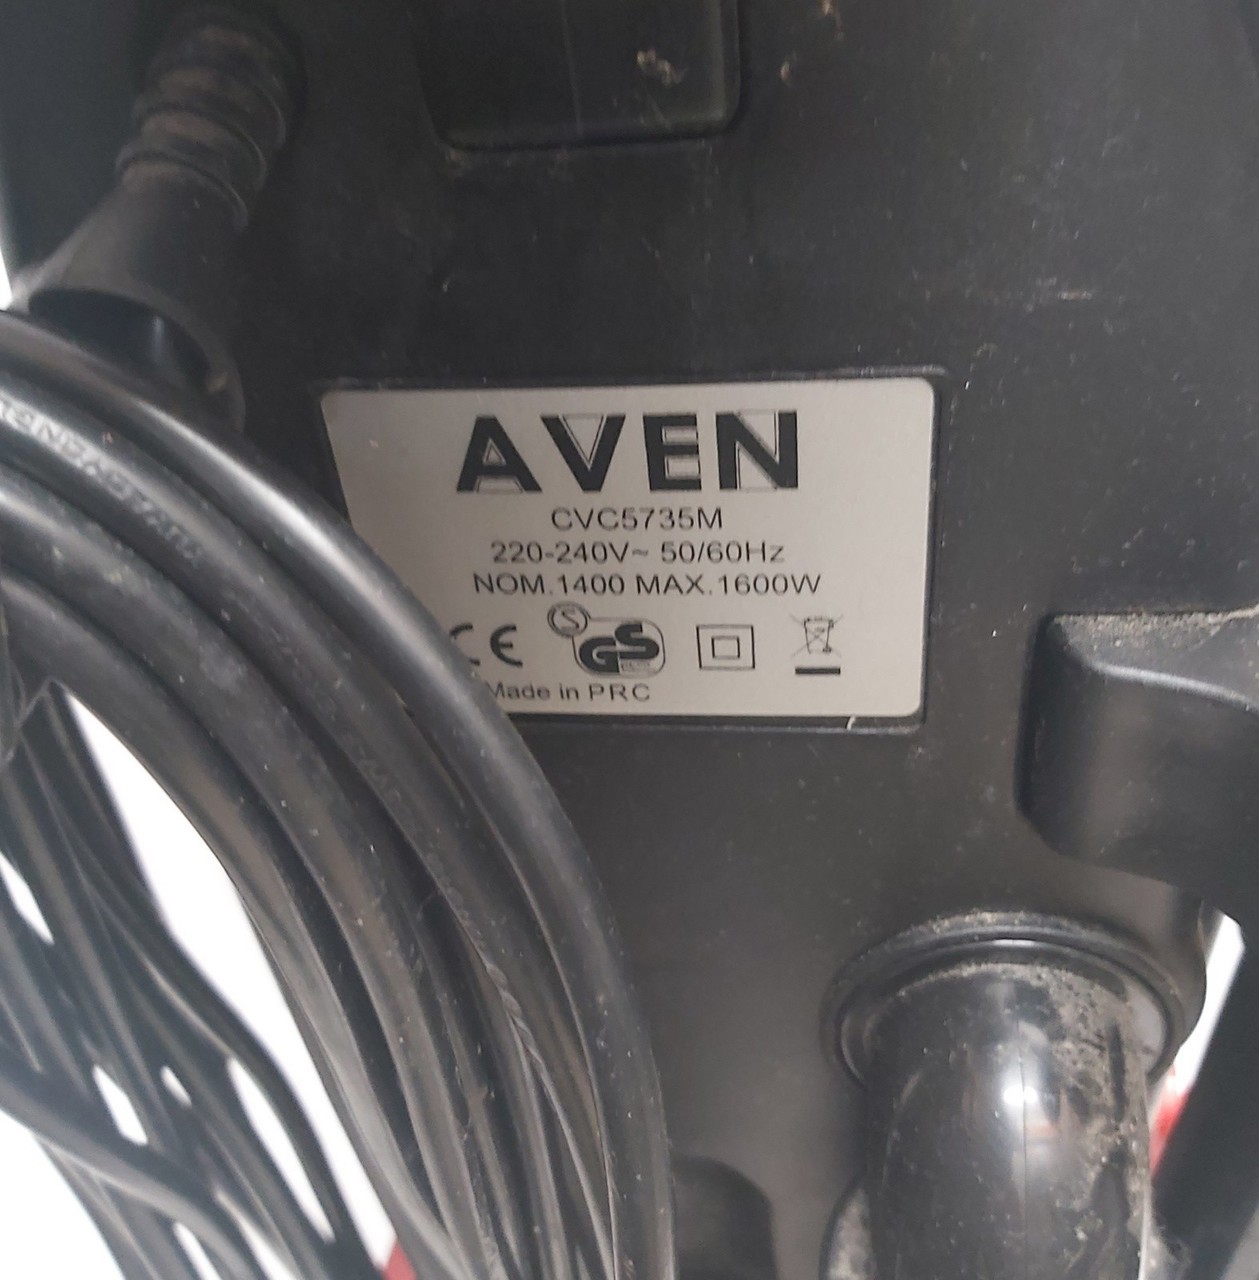 AVEN
CVC5735M
220-240V~ 50/60Hz
NOM.1400 MAX.1600W
CE S GS
Made in PRC